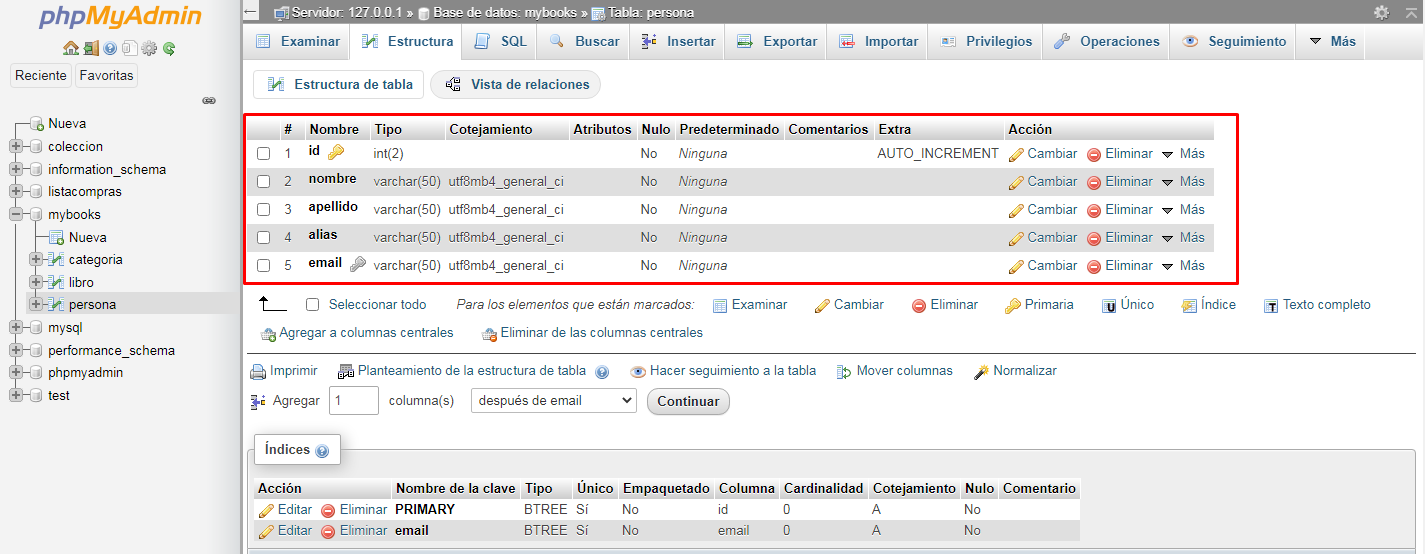 phpMyAdmin
Reciente Favoritas
Nueva
coleccion
information_schema
listacompras
mybooks
Nueva
categoria
libro
persona
mysql
performance_schema
phpmyadmin
test
Servidor: 127.0.0.1 » Base de datos: mybooks » Tabla: persona
Examinar Estructura SQL Buscar Insertar Exportar Importar Privilegios Operaciones Seguimiento Más
Estructura de tabla Vista de relaciones
# Nombre Tipo Cotejamiento Atributos Nulo Predeterminado Comentarios Extra Acción
1 id int(2) No Ninguna AUTO_INCREMENT Cambiar Eliminar Más
2 nombre varchar(50) utf8mb4_general_ci No Ninguna Cambiar Eliminar Más
3 apellido varchar(50) utf8mb4_general_ci No Ninguna Cambiar Eliminar Más
4 alias varchar(50) utf8mb4_general_ci No Ninguna Cambiar Eliminar Más
5 email varchar(50) utf8mb4_general_ci No Ninguna Cambiar Eliminar Más
Seleccionar todo Para los elementos que están marcados: Examinar Cambiar Eliminar Primaria Único Índice Texto completo
Agregar a columnas centrales Eliminar de las columnas centrales
Imprimir Planteamiento de la estructura de tabla Hacer seguimiento a la tabla Mover columnas Normalizar
Agregar 1 columna(s) después de email Continuar
Índices
Acción Nombre de la clave Tipo Único Empaquetado Columna Cardinalidad Cotejamiento Nulo Comentario
Editar Eliminar PRIMARY BTREE Sí No id 0 A No
Editar Eliminar email BTREE Sí No email 0 A No